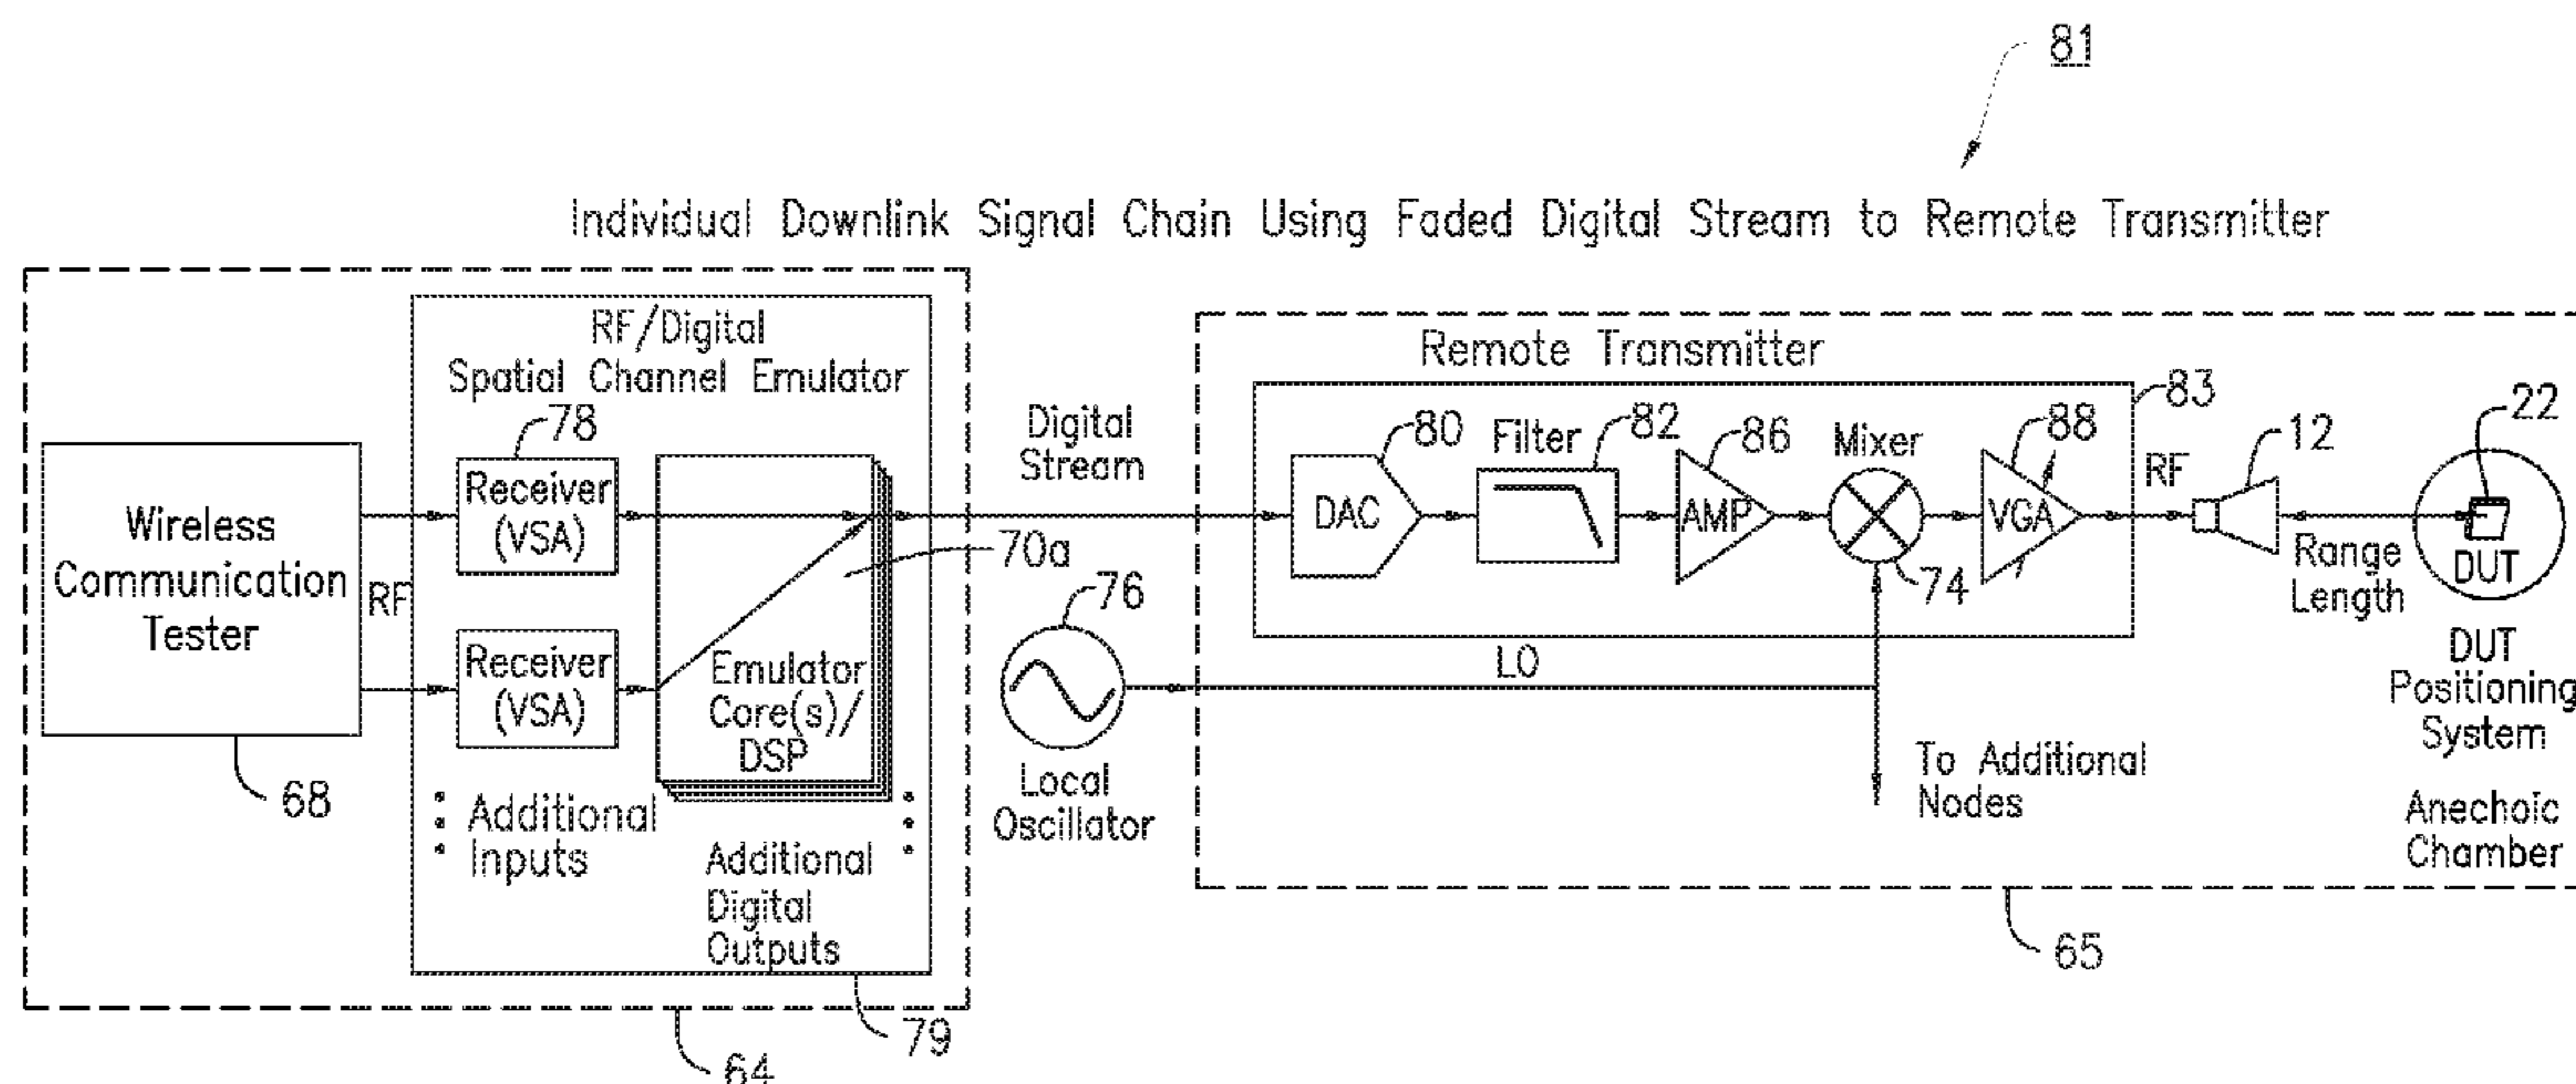 81
Individual Downlink Signal Chain Using Faded Digital Stream to Remote Transmitter
RF/Digital
Spatial Channel Emulator
78
Wireless
Communication
Tester
68
RF
Receiver
(VSA)
Receiver
(VSA)
70a
Emulator
Core(s)/
DSP
Additional
Inputs
Additional
Digital
Outputs
79
64
Digital
Stream
76
Local
Oscillator
Remote Transmitter
83
DAC
80
Filter
82
AMP
86
Mixer
74
VGA
88
LO
To Additional
Nodes
RF
12
Range
Length
22
DUT
DUT
Positioning
System
Anechoic
Chamber
65